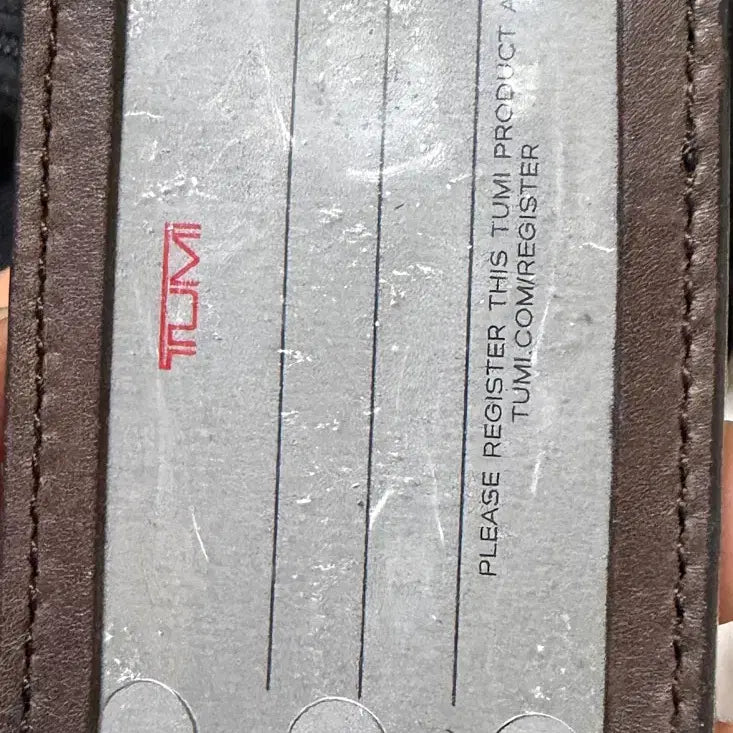 TUMI
PLEASE REGISTER THIS TUMI PRODUCT
TUMI.COM/REGISTER